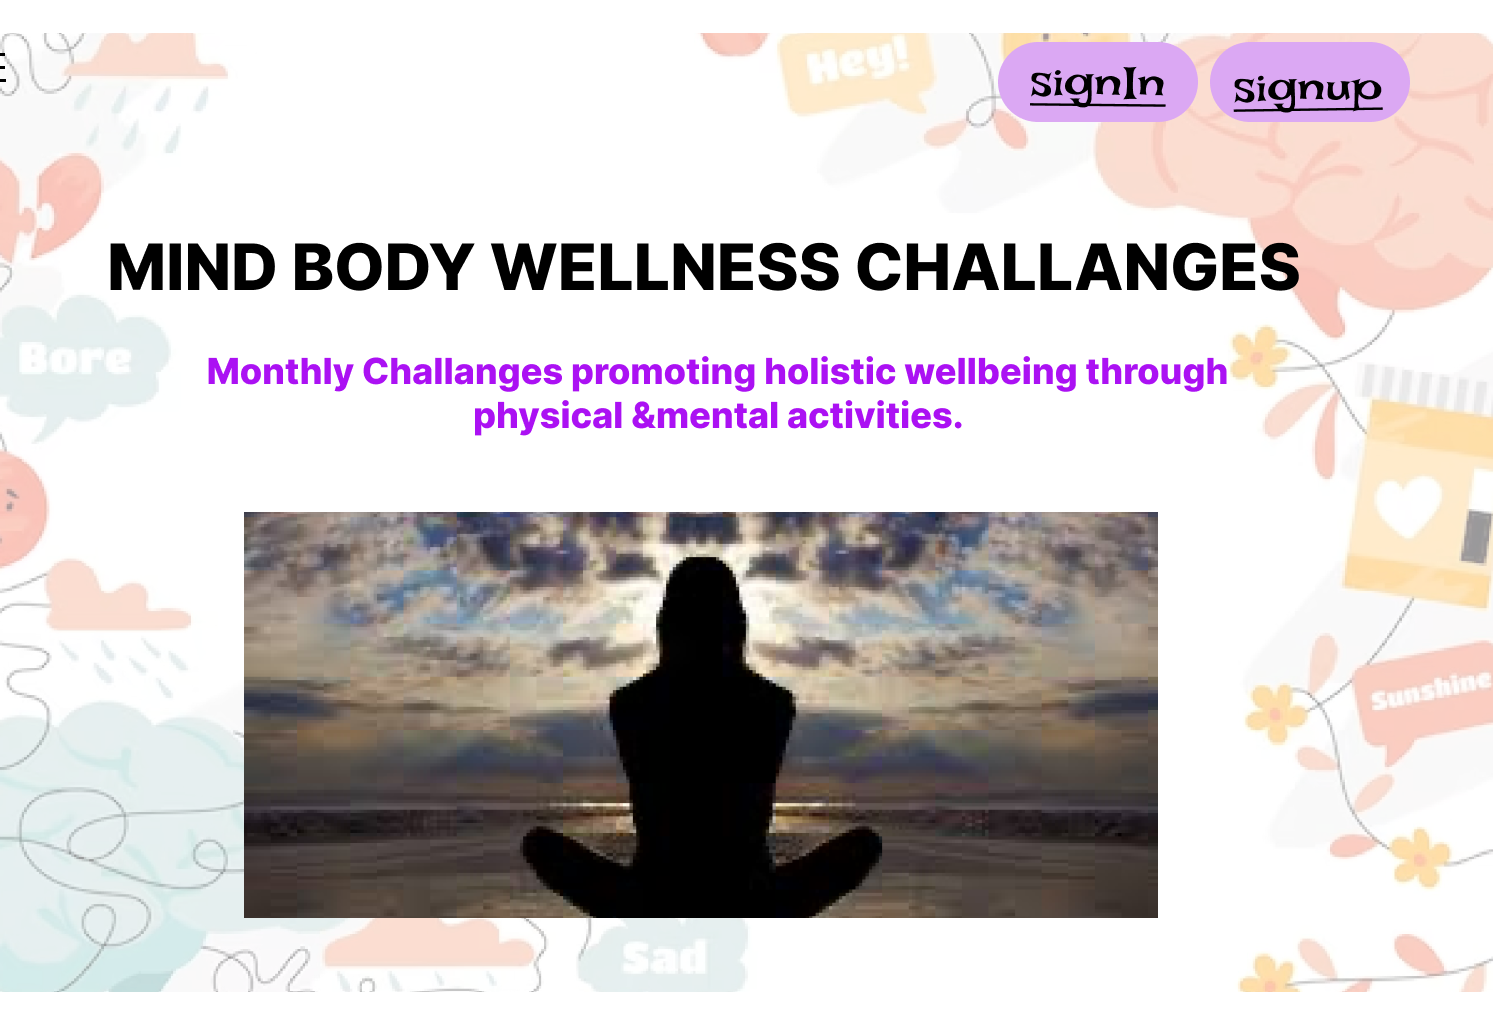 Hey!
SignIn
Signup
MIND BODY WELLNESS CHALLANGES
Bore
Monthly Challanges promoting holistic wellbeing through
physical &mental activities.
Sunshine
Sad